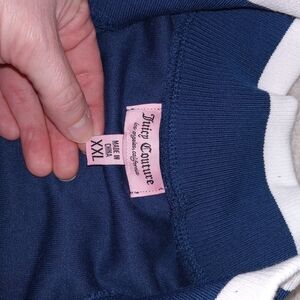 Juicy Couture
los angeles, california
MADE IN
CHINA
XXL